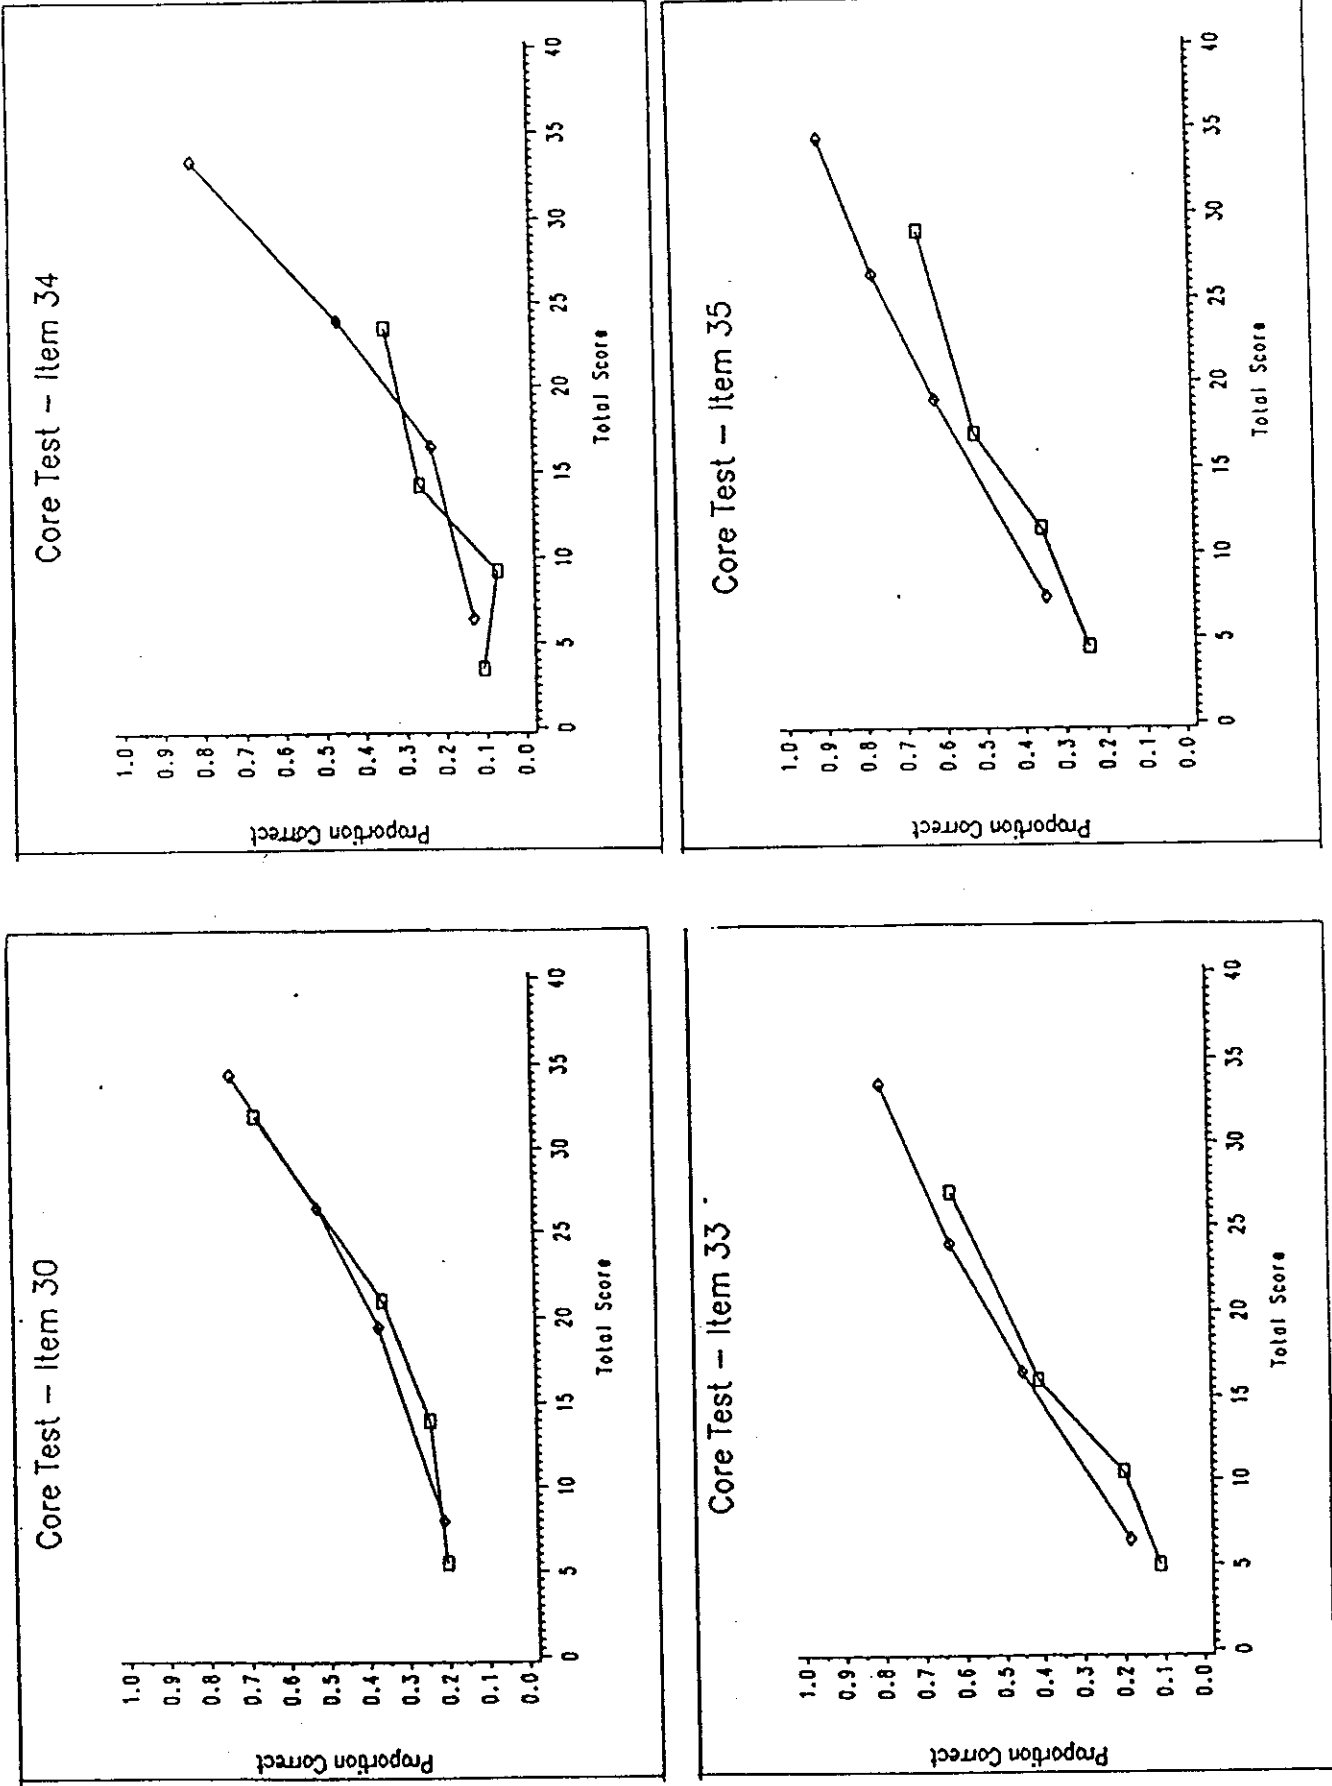 Core Test – Item 30
Proportion Correct
1.0
0.9
0.8
0.7
0.6
0.5
0.4
0.3
0.2
0.1
0.0
0 5 10 15 20 25 30 35 40
Total Score
Core Test – Item 34
Proportion Correct
1.0
0.9
0.8
0.7
0.6
0.5
0.4
0.3
0.2
0.1
0.0
0 5 10 15 20 25 30 35 40
Total Score
Core Test – Item 33
Proportion Correct
1.0
0.9
0.8
0.7
0.6
0.5
0.4
0.3
0.2
0.1
0.0
0 5 10 15 20 25 30 35 40
Total Score
Core Test – Item 35
Proportion Correct
1.0
0.9
0.8
0.7
0.6
0.5
0.4
0.3
0.2
0.1
0.0
0 5 10 15 20 25 30 35 40
Total Score